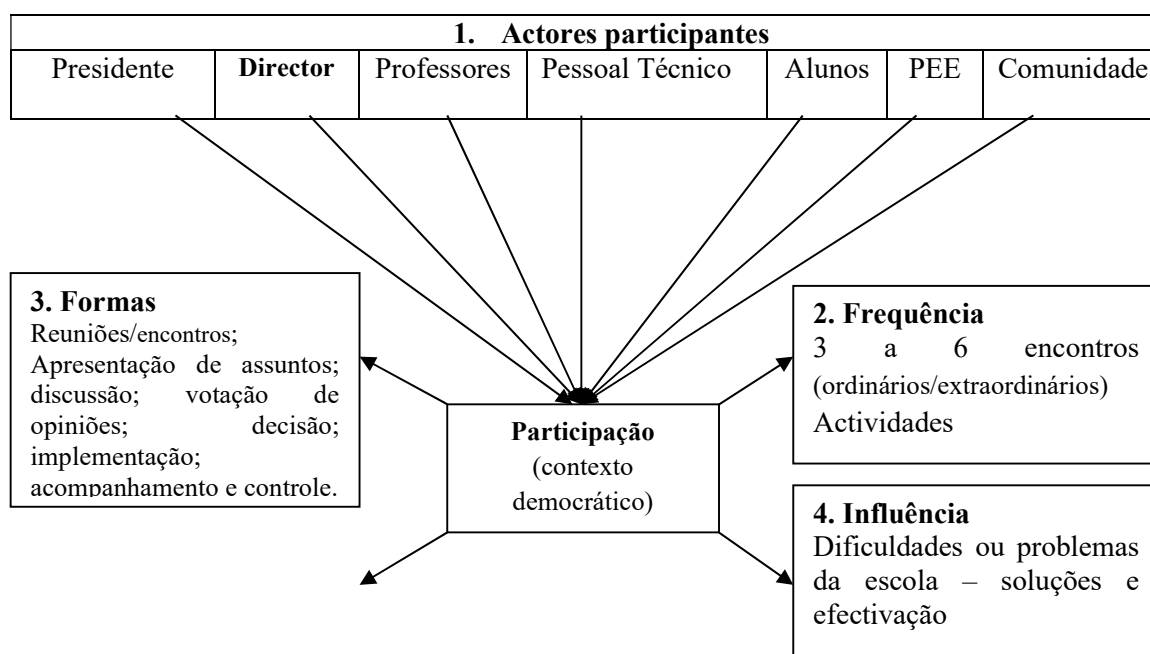 1. Actores participantes
Presidente Director Professores Pessoal Técnico Alunos PEE Comunidade
3. Formas
Reuniões/encontros;
Apresentação de assuntos;
discussão; votação de
opiniões; decisão;
implementação;
acompanhamento e controle.
Participação
(contexto
democrático)
2. Frequência
3 a 6 encontros
(ordinários/extraordinários)
Actividades
4. Influência
Dificuldades ou problemas
da escola – soluções e
efectivação